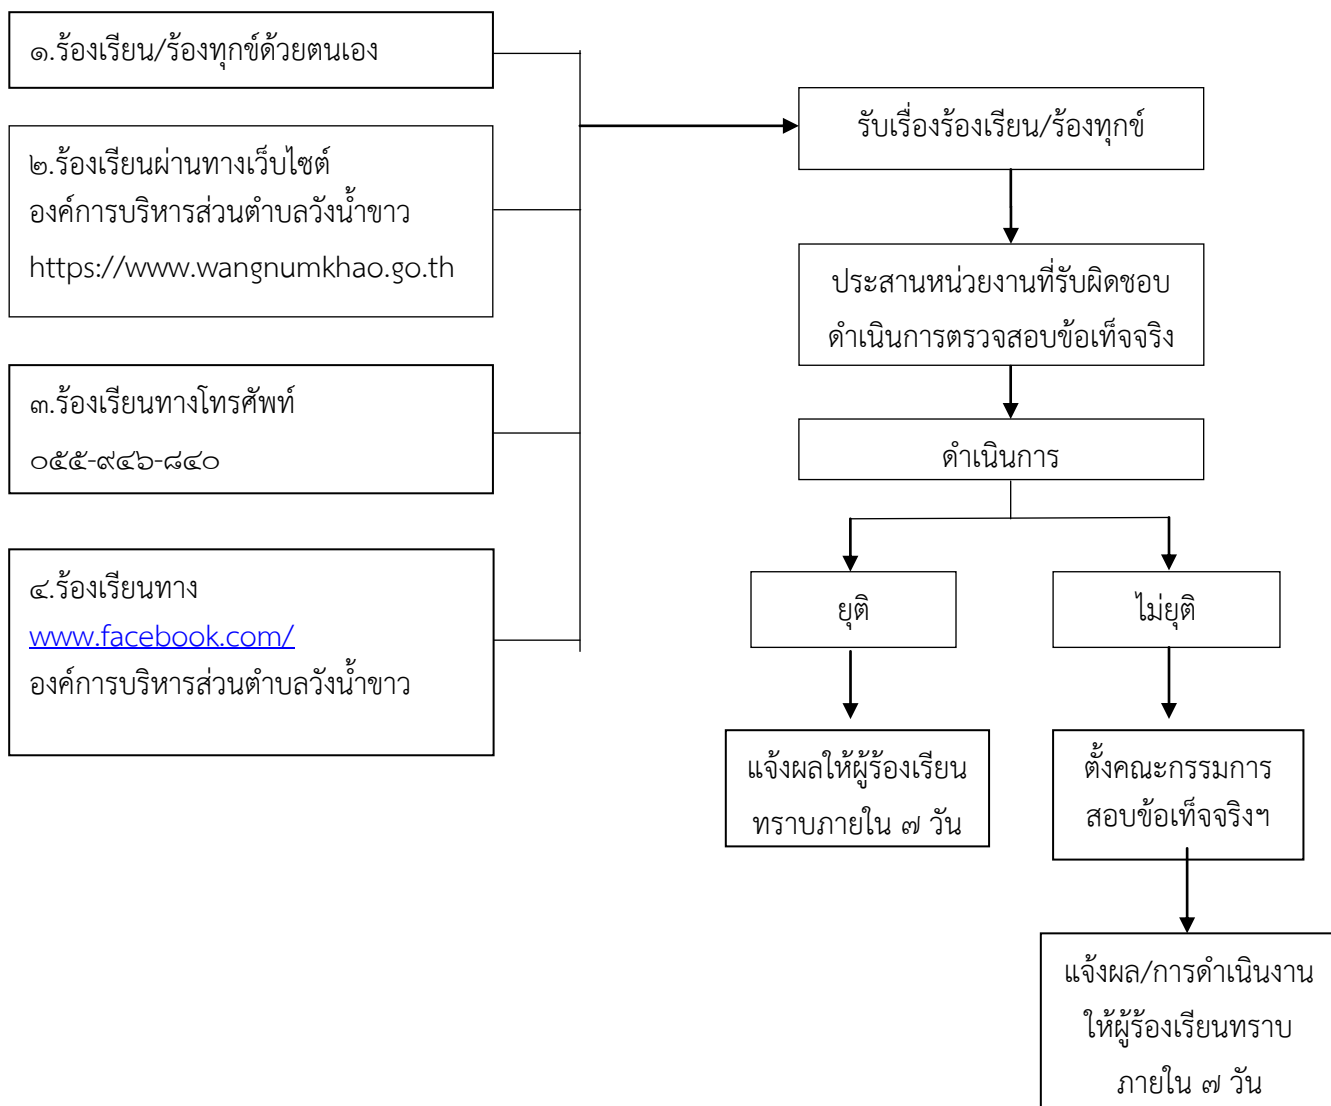 ๑.ร้องเรียน/ร้องทุกข์ด้วยตนเอง
๒.ร้องเรียนผ่านทางเว็บไซต์
องค์การบริหารส่วนตำบลวังน้ำขาว
https://www.wangnumkhao.go.th
๓.ร้องเรียนทางโทรศัพท์
๐๕๕-๙๔๖-๘๔๐
๔.ร้องเรียนทาง
www.facebook.com/
องค์การบริหารส่วนตำบลวังน้ำขาว
รับเรื่องร้องเรียน/ร้องทุกข์
ประสานหน่วยงานที่รับผิดชอบ
ดำเนินการตรวจสอบข้อเท็จจริง
ดำเนินการ
ยุติ
ไม่ยุติ
แจ้งผลให้ผู้ร้องเรียน
ทราบภายใน ๗ วัน
ตั้งคณะกรรมการ
สอบข้อเท็จจริงฯ
แจ้งผล/การดำเนินงาน
ให้ผู้ร้องเรียนทราบ
ภายใน ๗ วัน